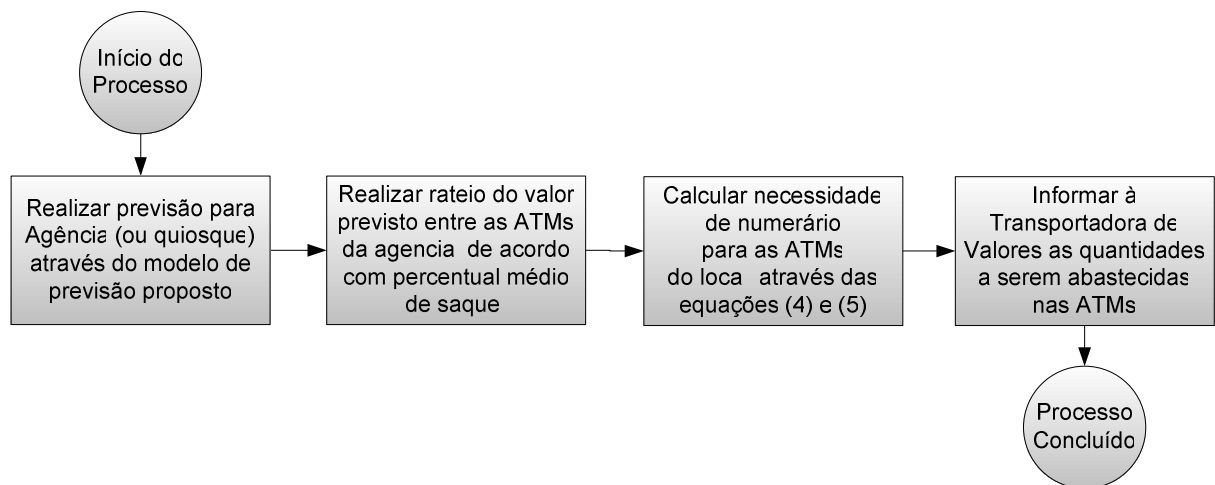 Início do
Processo
Realizar previsão para
Agência (ou quiosque)
através do modelo de
previsão proposto
Realizar rateio do valor
previsto entre as ATMs
da agencia de acordo
com percentual médio
de saque
Calcular necessidade
de numerário
para as ATMs
do loca através das
equações (4) e (5)
Informar à
Transportadora de
Valores as quantidades
a serem abastecidas
nas ATMs
Processo
Concluído